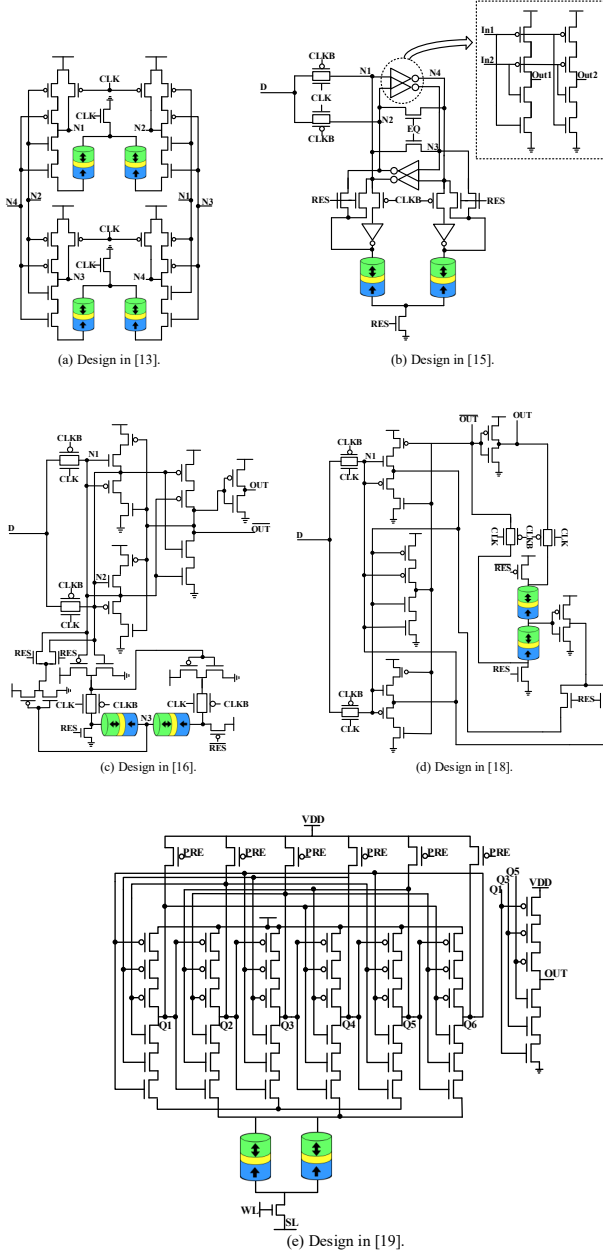 CLK
CLK
N1
N2
N4
N2
N1
N3
CLK
CLK
N3
N4
(a) Design in [13].
CLKB
N1
N4
D
CLK
CLKB
N2
EQ
N3
RES
CLKB
RES
RES
In1
In2
Out1
Out2
(b) Design in [15].
CLKB
N1
CLK
D
OUT
OUT
N2
CLKB
CLK
RES
RES
CLK
CLKB
N3
CLK
CLKB
RES
RES
(c) Design in [16].
OUT
OUT
CLKB
N1
CLK
D
CLK
CLKB
CLK
RES
RES
CLKB
CLK
RES
RES
(d) Design in [18].
VDD
PRE
PRE
PRE
PRE
PRE
PRE
Q1
Q3
Q5
VDD
OUT
Q1
Q2
Q3
Q4
Q5
Q6
WL
SL
(e) Design in [19].